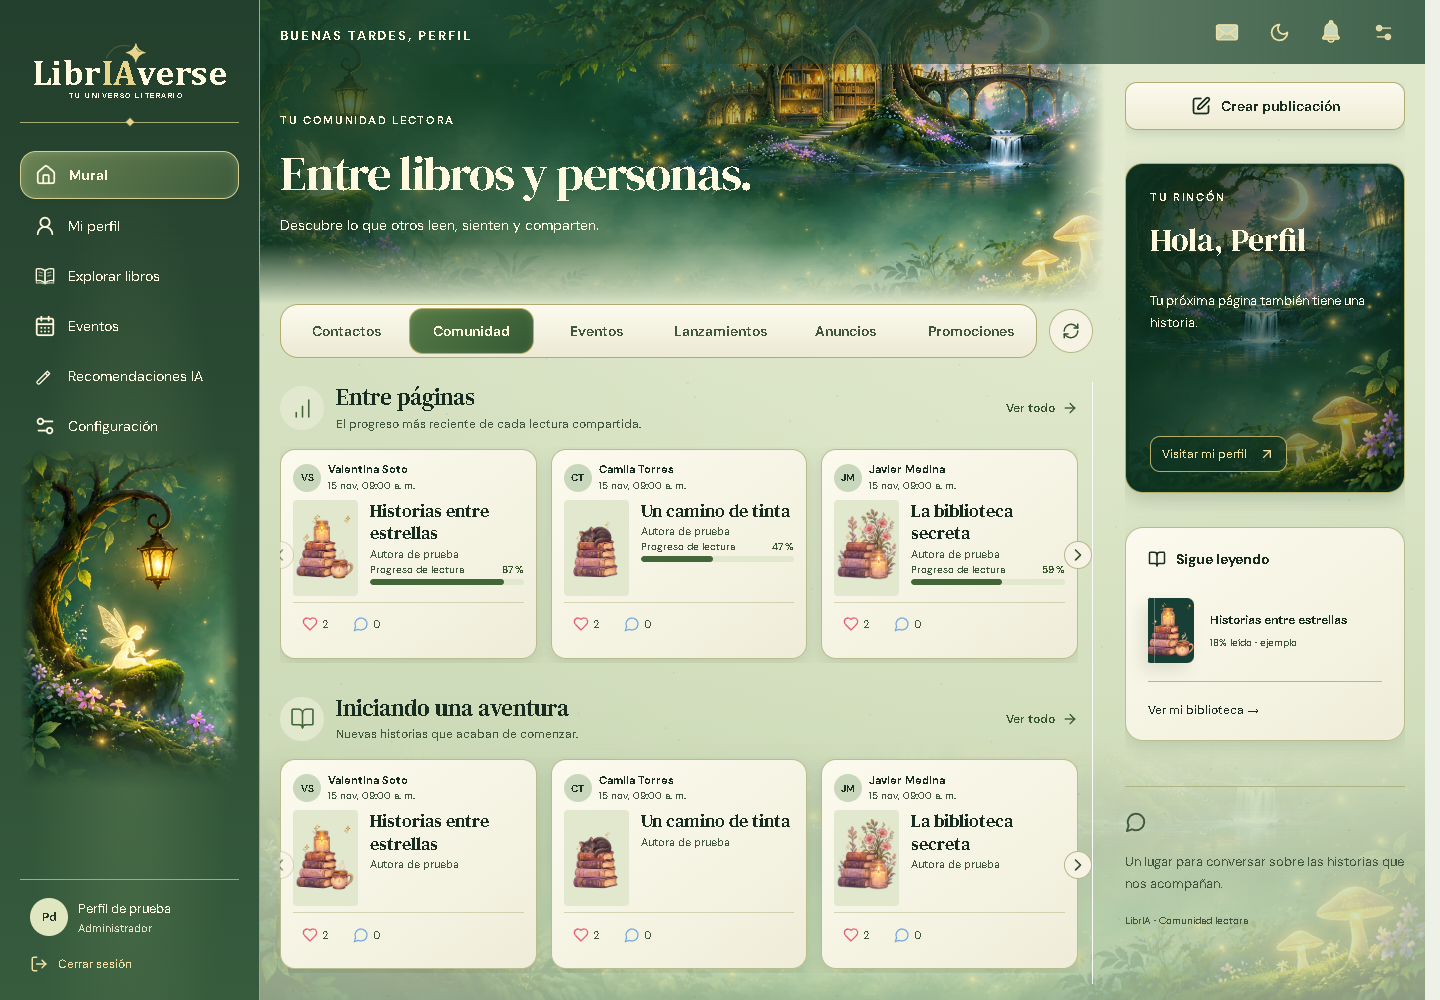 LibrIAverse
TU UNIVERSO LITERARIO
Mural
Mi perfil
Explorar libros
Eventos
Recomendaciones IA
Configuración
Pd
Perfil de prueba
Administrador
Cerrar sesión
BUENAS TARDES, PERFIL
TU COMUNIDAD LECTORA
Entre libros y personas.
Descubre lo que otros leen, sienten y comparten.
Contactos
Comunidad
Eventos
Lanzamientos
Anuncios
Promociones
Entre páginas
El progreso más reciente de cada lectura compartida.
Ver todo →
VS
Valentina Soto
15 nov, 09:00 a. m.
Historias entre
estrellas
Autora de prueba
Progreso de lectura 87 %
2
0
CT
Camila Torres
15 nov, 09:00 a. m.
Un camino de tinta
Autora de prueba
Progreso de lectura 47 %
2
0
JM
Javier Medina
15 nov, 09:00 a. m.
La biblioteca
secreta
Autora de prueba
Progreso de lectura 59 %
2
0
Iniciando una aventura
Nuevas historias que acaban de comenzar.
Ver todo →
VS
Valentina Soto
15 nov, 09:00 a. m.
Historias entre
estrellas
Autora de prueba
2
0
CT
Camila Torres
15 nov, 09:00 a. m.
Un camino de tinta
Autora de prueba
2
0
JM
Javier Medina
15 nov, 09:00 a. m.
La biblioteca
secreta
Autora de prueba
2
0
Crear publicación
TU RINCÓN
Hola, Perfil
Tu próxima página también tiene una
historia.
Visitar mi perfil
Sigue leyendo
Historias entre estrellas
18% leído · ejemplo
Ver mi biblioteca →
Un lugar para conversar sobre las historias que
nos acompañan.
LibrIA · Comunidad lectora